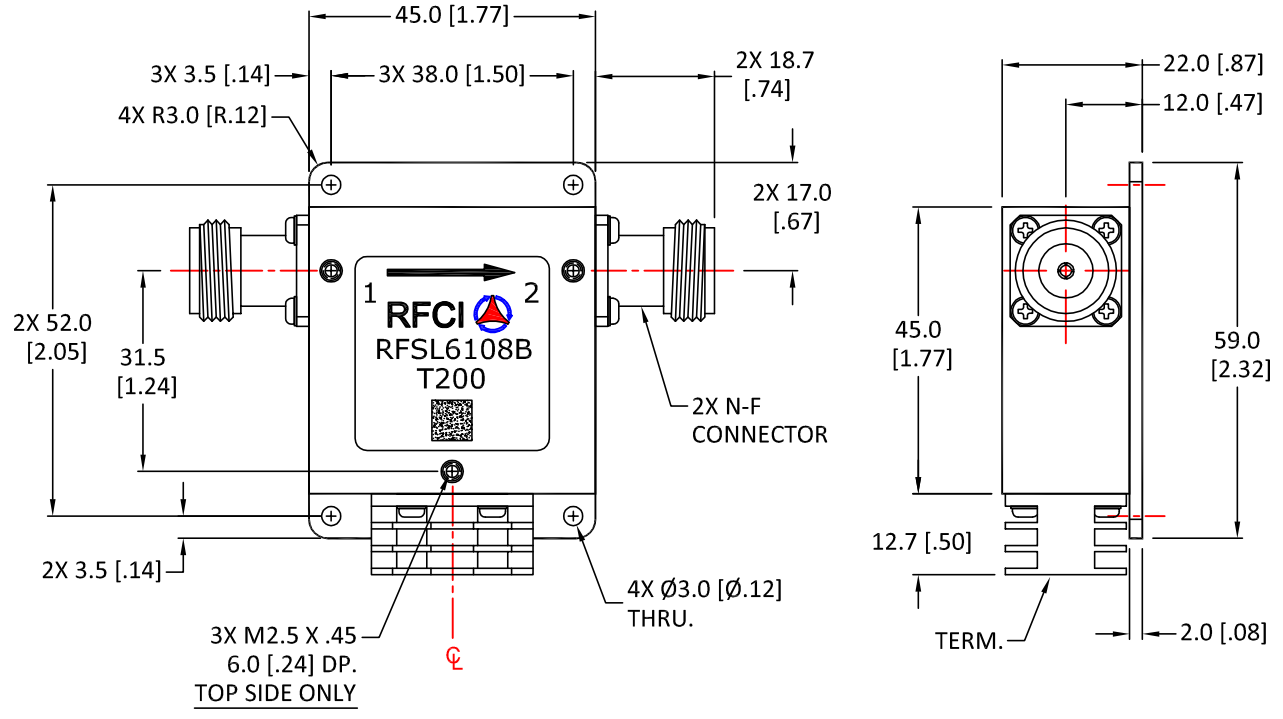 45.0 [1.77]
3X 3.5 [.14]
3X 38.0 [1.50]
2X 18.7
[.74]
4X R3.0 [R.12]
2X 17.0
[.67]
2X 52.0
[2.05]
31.5
[1.24]
1
2
RFCI
RFSL6108B
T200
2X N-F
CONNECTOR
2X 3.5 [.14]
4X Ø3.0 [Ø.12]
THRU.
3X M2.5 X .45
6.0 [.24] DP.
TOP SIDE ONLY
℄
22.0 [.87]
12.0 [.47]
45.0
[1.77]
59.0
[2.32]
12.7 [.50]
TERM.
2.0 [.08]